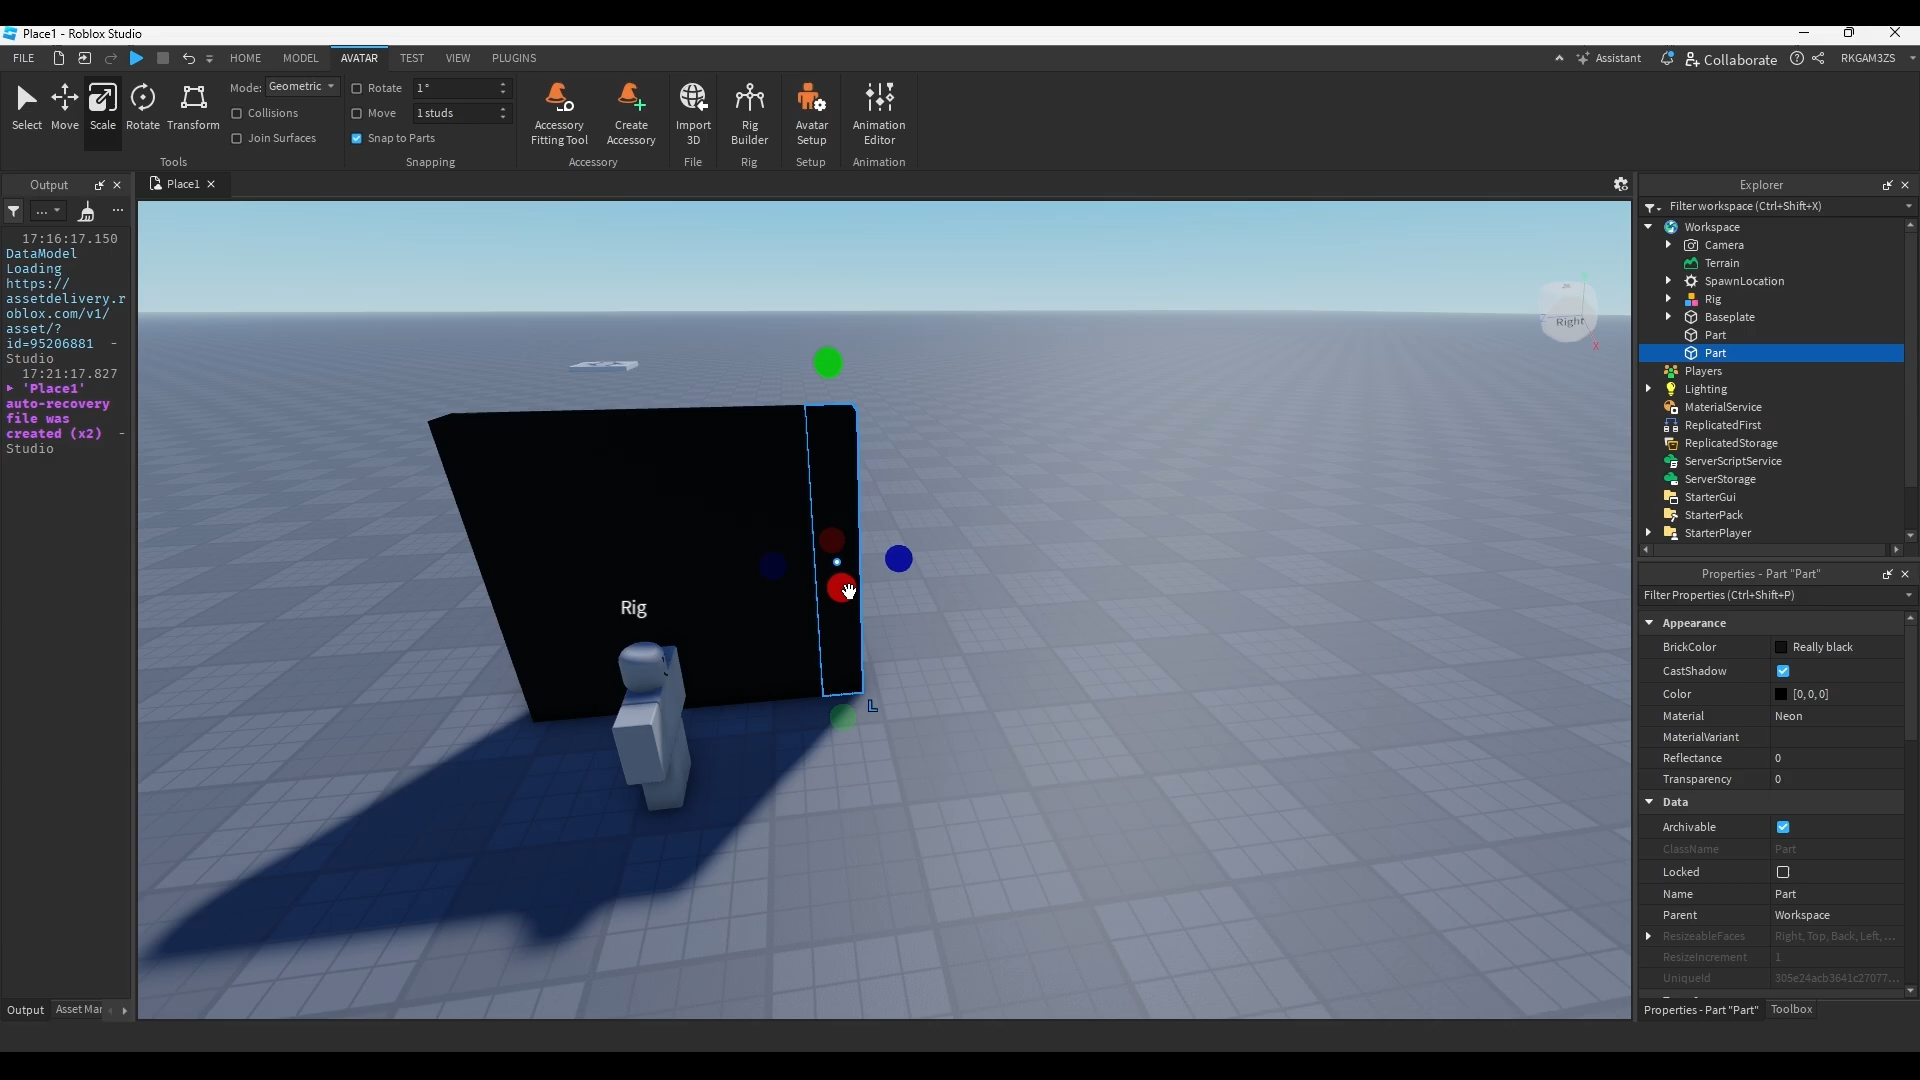 Place1 - Roblox Studio
FILE HOME MODEL AVATAR TEST VIEW PLUGINS Assistant Collaborate RKGAM3ZS
Select Move Scale Rotate Transform
Mode: Geometric
Collisions
Join Surfaces
Tools
Rotate 1°
Move 1 studs
Snap to Parts
Snapping
Accessory
Fitting Tool
Create
Accessory
Accessory
Import
3D
File
Rig
Builder
Rig
Avatar
Setup
Setup
Animation
Editor
Animation
Output
...
17:16:17.150
DataModel
Loading
https://
assetdelivery.r
oblox.com/v1/
asset/?
id=95206881 -
Studio
17:21:17.827
'Place1'
auto-recovery
file was
created (x2) -
Studio
Output Asset Mar
Place1
Right
Z
X
Rig
L
Explorer
Filter workspace (Ctrl+Shift+X)
Workspace
Camera
Terrain
SpawnLocation
Rig
Baseplate
Part
Part
Players
Lighting
MaterialService
ReplicatedFirst
ReplicatedStorage
ServerScriptService
ServerStorage
StarterGui
StarterPack
StarterPlayer
Properties - Part "Part"
Filter Properties (Ctrl+Shift+P)
Appearance
BrickColor Really black
CastShadow
Color [0, 0, 0]
Material Neon
MaterialVariant
Reflectance 0
Transparency 0
Data
Archivable
ClassName Part
Locked
Name Part
Parent Workspace
ResizeableFaces Right, Top, Back, Left, ...
ResizeIncrement 1
UniqueId 305e24acb3641c27077...
Properties - Part "Part" Toolbox